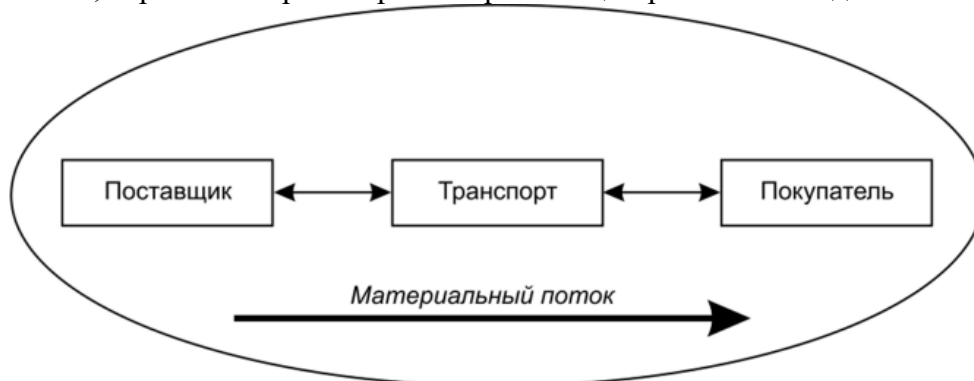 Поставщик
Транспорт
Покупатель
Материальный поток